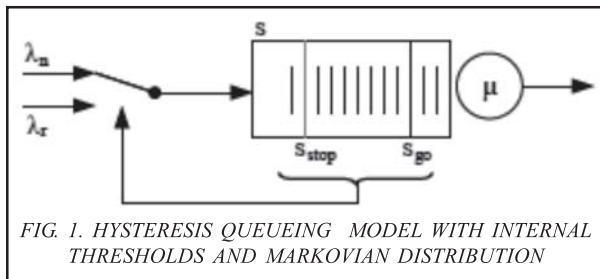 S
λn
λr
μ
Sstop
Sgo
FIG. 1. HYSTERESIS QUEUEING MODEL WITH INTERNAL
THRESHOLDS AND MARKOVIAN DISTRIBUTION